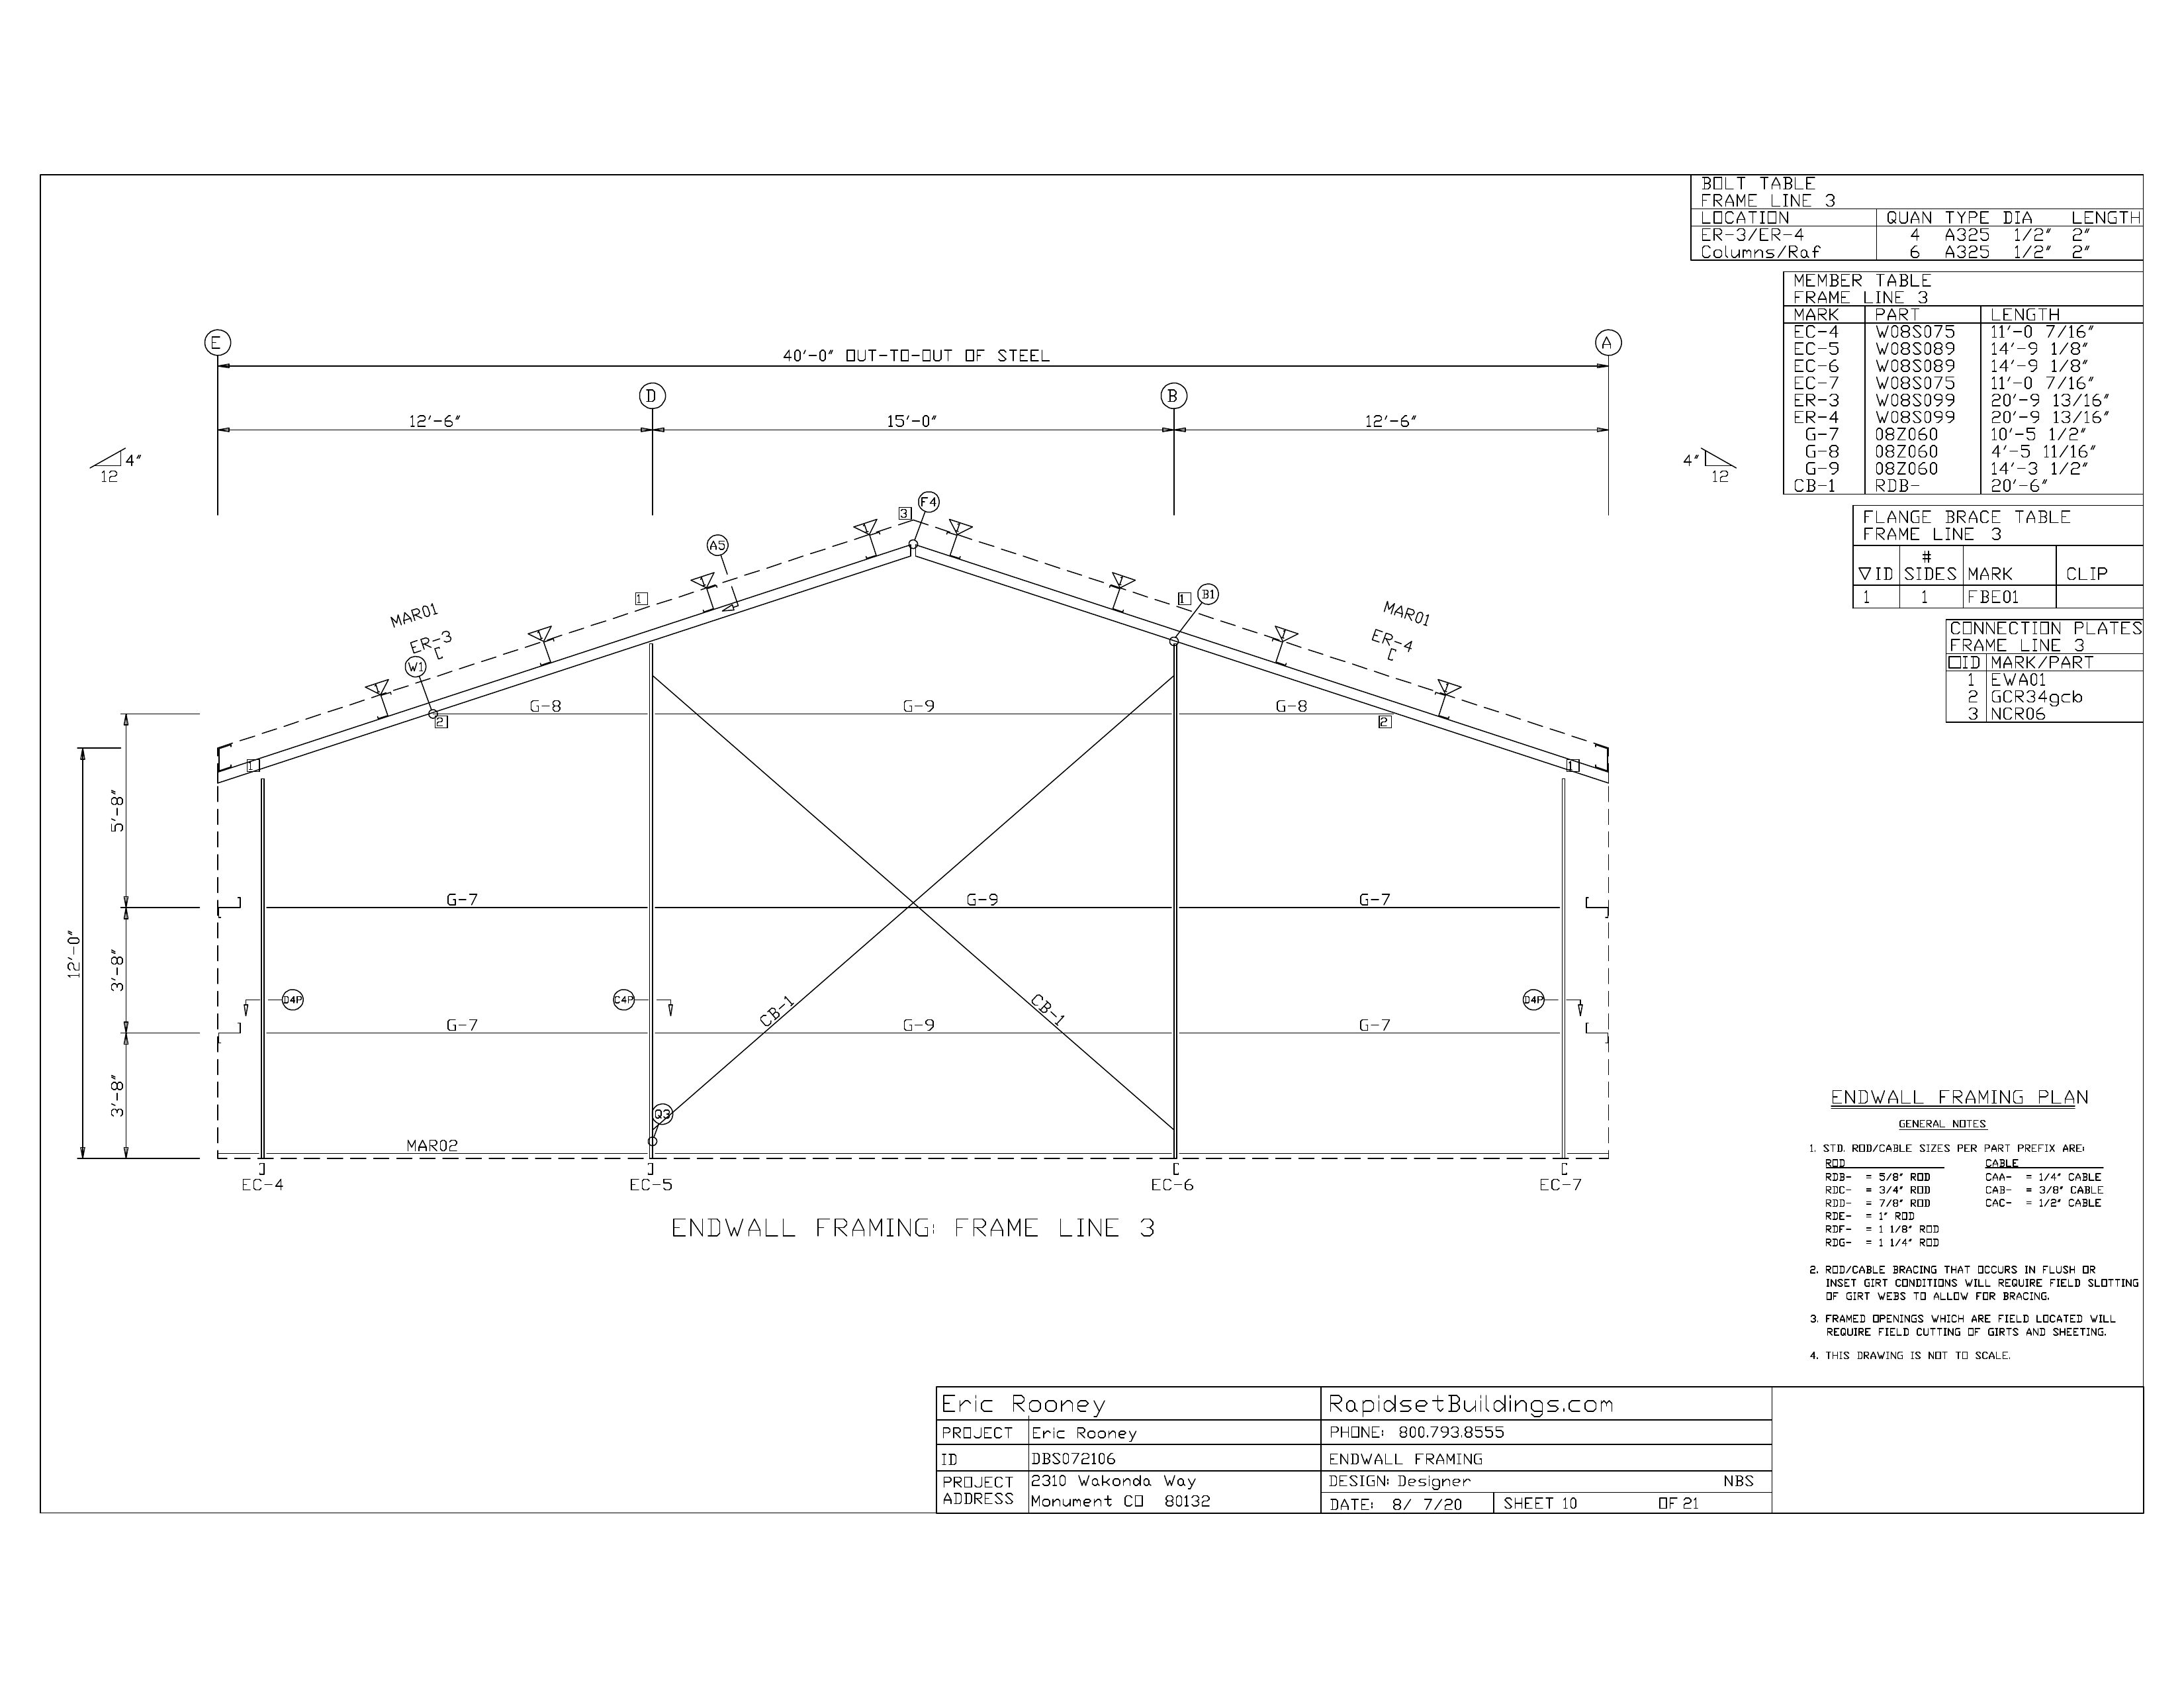 BOLT TABLE
FRAME LINE 3
LOCATION QUAN TYPE DIA LENGTH
ER-3/ER-4 4 A325 1/2" 2"
Columns/Raf 6 A325 1/2" 2"
MEMBER TABLE
FRAME LINE 3
MARK PART LENGTH
EC-4 W08S075 11'-0 7/16"
EC-5 W08S089 14'-9 1/8"
EC-6 W08S089 14'-9 1/8"
EC-7 W08S075 11'-0 7/16"
ER-3 W08S099 20'-9 13/16"
ER-4 W08S099 20'-9 13/16"
G-7 08Z060 10'-5 1/2"
G-8 08Z060 4'-5 11/16"
G-9 08Z060 14'-3 1/2"
CB-1 RDB- 20'-6"
FLANGE BRACE TABLE
FRAME LINE 3
#
▽ID SIDES MARK CLIP
1 1 FBE01
CONNECTION PLATES
FRAME LINE 3
□ID MARK/PART
1 EWA01
2 GCR34gcb
3 NCR06
E A
40'-0" OUT-TO-OUT OF STEEL
D B
12'-6" 15'-0" 12'-6"
4" 4"
12 12
3 F4
A5
1 1 B1
MAR01 MAR01
ER-3 ER-4
W1
G-8 G-9 G-8
2 2
1 1
5'-8"
G-7 G-9 G-7
12'-0"
3'-8"
D4P C4P D4P
CB-1 CB-1
G-7 G-9 G-7
3'-8"
Q3
MAR02
EC-4 EC-5 EC-6 EC-7
ENDWALL FRAMING: FRAME LINE 3
ENDWALL FRAMING PLAN
GENERAL NOTES
1. STD. ROD/CABLE SIZES PER PART PREFIX ARE:
ROD CABLE
RDB- = 5/8" ROD CAA- = 1/4" CABLE
RDC- = 3/4" ROD CAB- = 3/8" CABLE
RDD- = 7/8" ROD CAC- = 1/2" CABLE
RDE- = 1" ROD
RDF- = 1 1/8" ROD
RDG- = 1 1/4" ROD
2. ROD/CABLE BRACING THAT OCCURS IN FLUSH OR
INSET GIRT CONDITIONS WILL REQUIRE FIELD SLOTTING
OF GIRT WEBS TO ALLOW FOR BRACING.
3. FRAMED OPENINGS WHICH ARE FIELD LOCATED WILL
REQUIRE FIELD CUTTING OF GIRTS AND SHEETING.
4. THIS DRAWING IS NOT TO SCALE.
Eric Rooney RapidsetBuildings.com
PROJECT Eric Rooney PHONE: 800.793.8555
ID DBS072106 ENDWALL FRAMING
PROJECT 2310 Wakonda Way DESIGN: Designer NBS
ADDRESS Monument CO 80132 DATE: 8/ 7/20 SHEET 10 OF 21